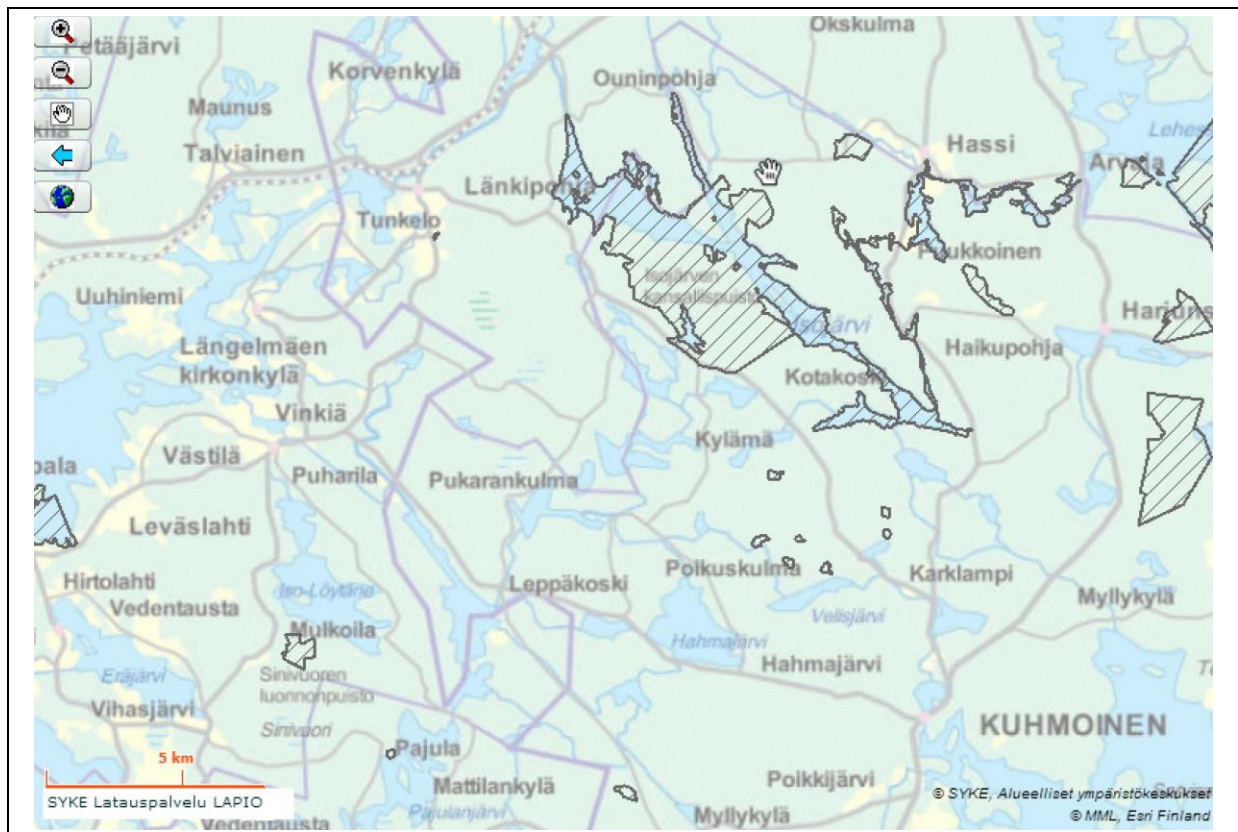 Okskulma
Petääjärvi
Korvenkylä
Ouninpohja
Maunus
Talviainen
Hassi
Länkipohja
Tunkelo
Puukkoinen
Isojärven
kansallispuisto
Uuhiniemi
Isojärvi
Längelmäen
kirkonkylä
Haikupohja
Kotakoski
Vinkiä
Kylämä
Västilä
Puharila
Pukarankulma
Leväslahti
Hirtolahti
Leppäkoski
Karklampi
Vedentausta
Iso-Löytäne
Myllykylä
Velisjärvi
Mulkoila
Hahmajärvi
Hahmajärvi
Eräjärvi
Sinivuoren
luonnonpuisto
Vihasjärvi
Sinivuori
KUHMOINEN
Pajula
5 km
Mattilankylä
Poikkijärvi
© SYKE, Alueelliset ympäristökeskukset
SYKE Latauspalvelu LAPIO
Pajulanjärvi
Myllykylä
© MML, Esri Finland
Vedentausta